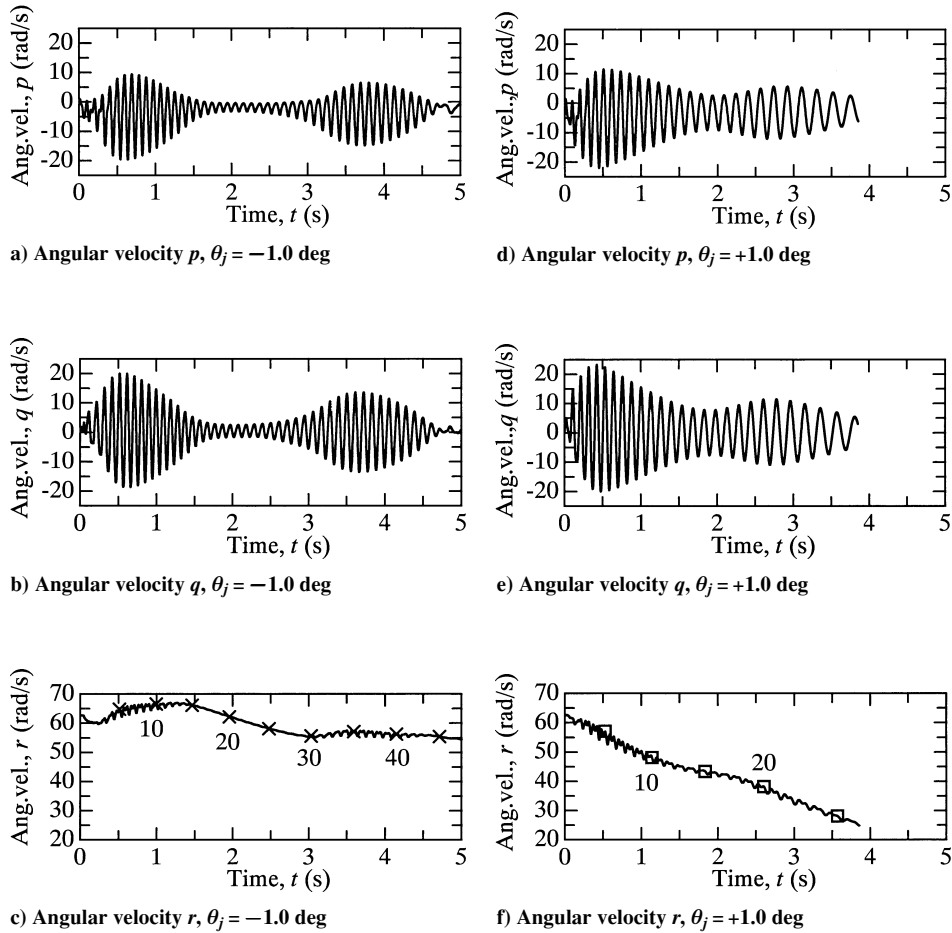 Ang.vel., p (rad/s)
20
10
0
-10
-20
0 1 2 3 4 5
Time, t (s)
a) Angular velocity p, θj = −1.0 deg
Ang.vel.,p (rad/s)
20
10
0
-10
-20
0 1 2 3 4 5
Time, t (s)
d) Angular velocity p, θj = +1.0 deg
Ang.vel., q (rad/s)
20
10
0
-10
-20
0 1 2 3 4 5
Time, t (s)
b) Angular velocity q, θj = −1.0 deg
Ang.vel.,q (rad/s)
20
10
0
-10
-20
0 1 2 3 4 5
Time, t (s)
e) Angular velocity q, θj = +1.0 deg
Ang.vel., r (rad/s)
70
60
50
40
30
20
10
20
30
40
0 1 2 3 4 5
Time, t (s)
c) Angular velocity r, θj = −1.0 deg
Ang.vel., r (rad/s)
70
60
50
40
30
20
10
20
0 1 2 3 4 5
Time, t (s)
f) Angular velocity r, θj = +1.0 deg